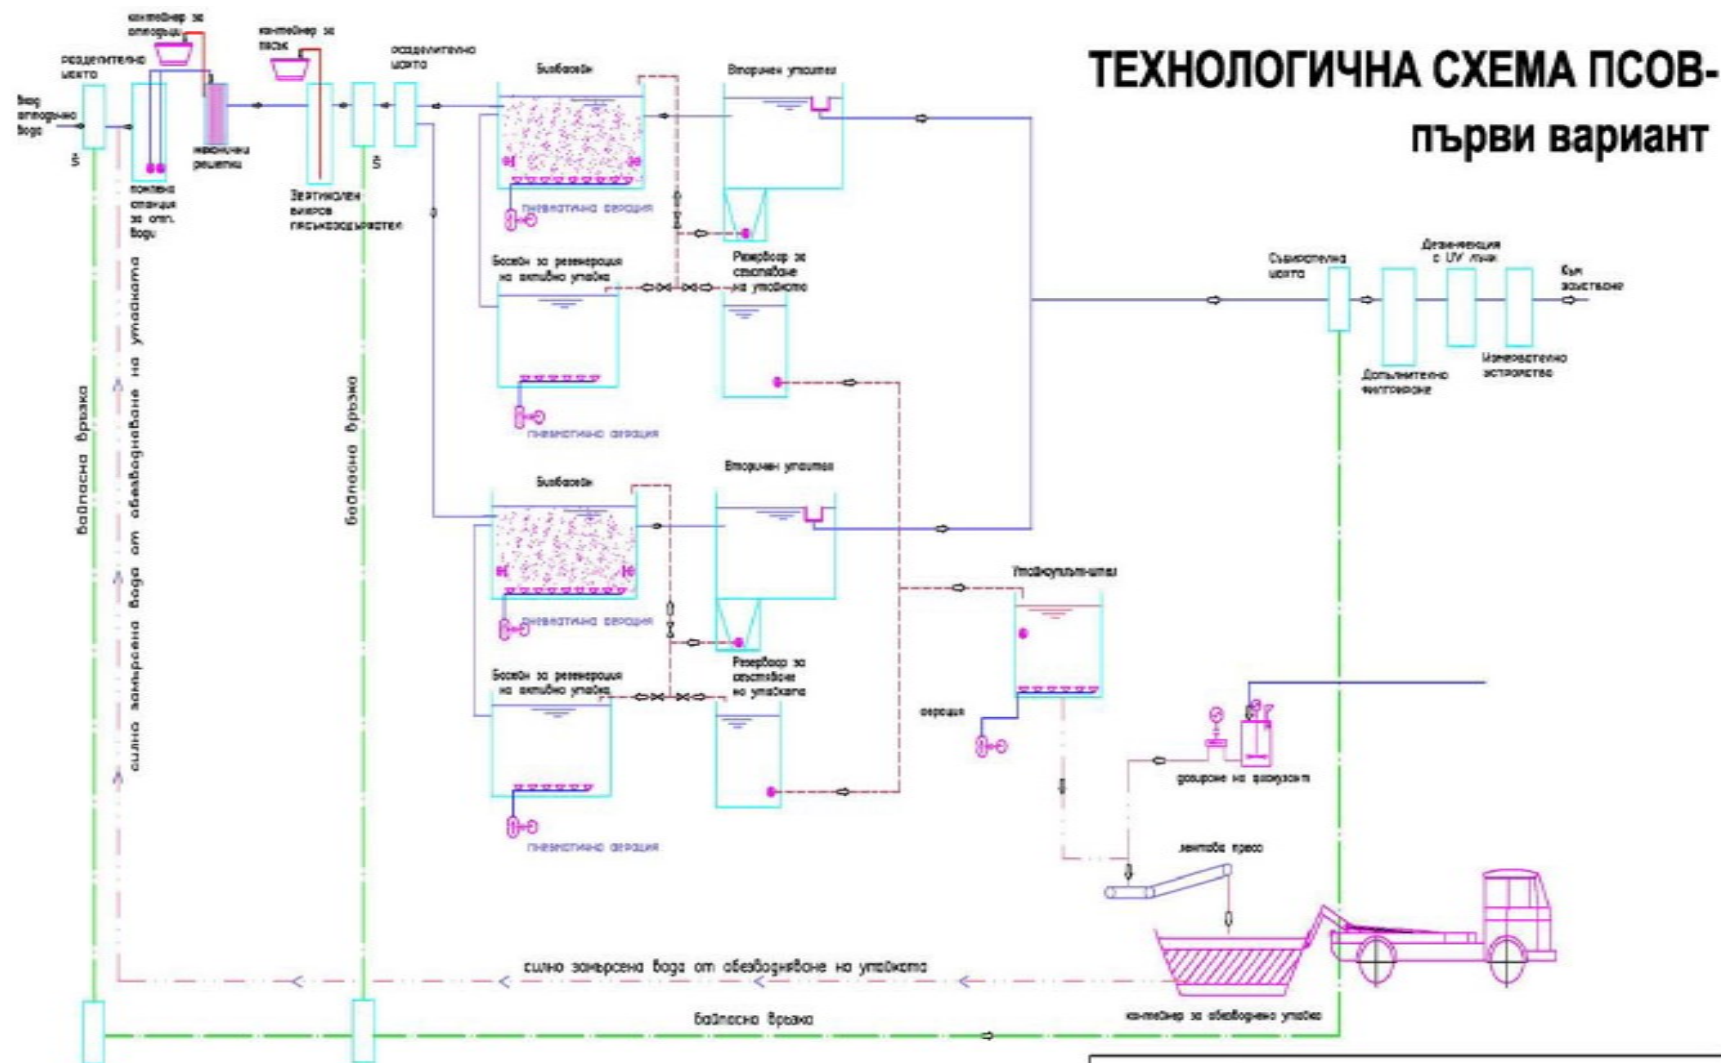 ТЕХНОЛОГИЧНА СХЕМА ПСОВ-
първи вариант
контейнер за
отпадъци
контейнер за
пясък
разделителна
шахта
разделителна
шахта
вход
отпадъчна
вода
механични
решетки
помпена
станция
за отп.
води
Вертикален
вихров
пясъкозадържател
Š
Š
Биобасейн
Вторичен утаител
пневматична аерация
Басейн за регенерация
на активна утайка
Резервоар за
сгъстяване
на утайката
пневматична аерация
Събирателна
шахта
Дезинфекция
с UV лъчи
Към
заустване
Допълнително
филтриране
Измервателно
устройство
Биобасейн
Вторичен утаител
пневматична аерация
Басейн за регенерация
на активна утайка
Резервоар за
сгъстяване
на утайката
пневматична аерация
Утайкоуплътнител
аерация
дозиране на флокулант
лентова преса
контейнер за обезводнена утайка
байпасна връзка
силно замърсена вода от обезводняване на утайката
байпасна връзка
силно замърсена вода от обезводняване на утайката
байпасна връзка